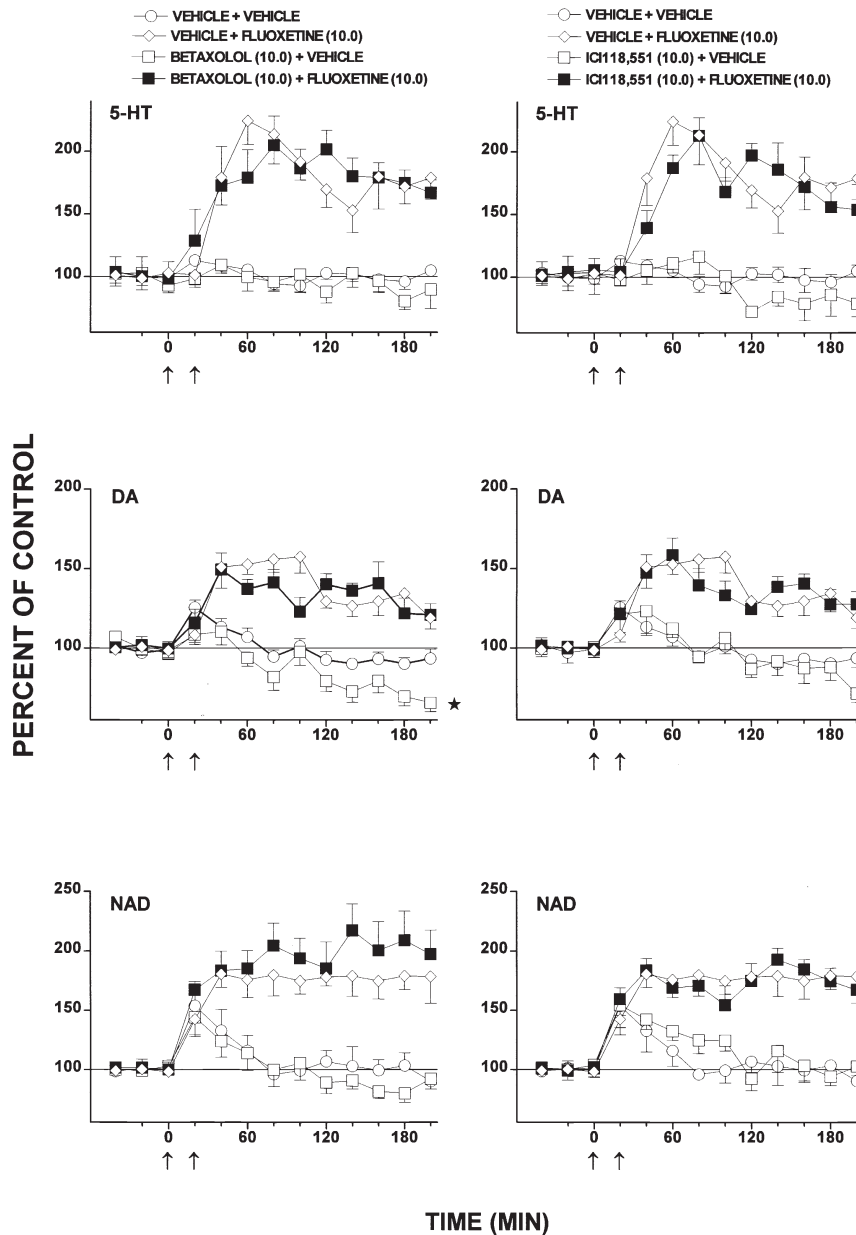 VEHICLE + VEHICLE
VEHICLE + FLUOXETINE (10.0)
BETAXOLOL (10.0) + VEHICLE
BETAXOLOL (10.0) + FLUOXETINE (10.0)
VEHICLE + VEHICLE
VEHICLE + FLUOXETINE (10.0)
ICI118,551 (10.0) + VEHICLE
ICI118,551 (10.0) + FLUOXETINE (10.0)
5-HT
200
150
100
0 60 120 180
↑ ↑
5-HT
200
150
100
0 60 120 180
↑ ↑
PERCENT OF CONTROL
DA
200
150
100
★
0 60 120 180
↑ ↑
DA
200
150
100
0 60 120 180
↑ ↑
NAD
250
200
150
100
0 60 120 180
↑ ↑
NAD
250
200
150
100
0 60 120 180
↑ ↑
TIME (MIN)